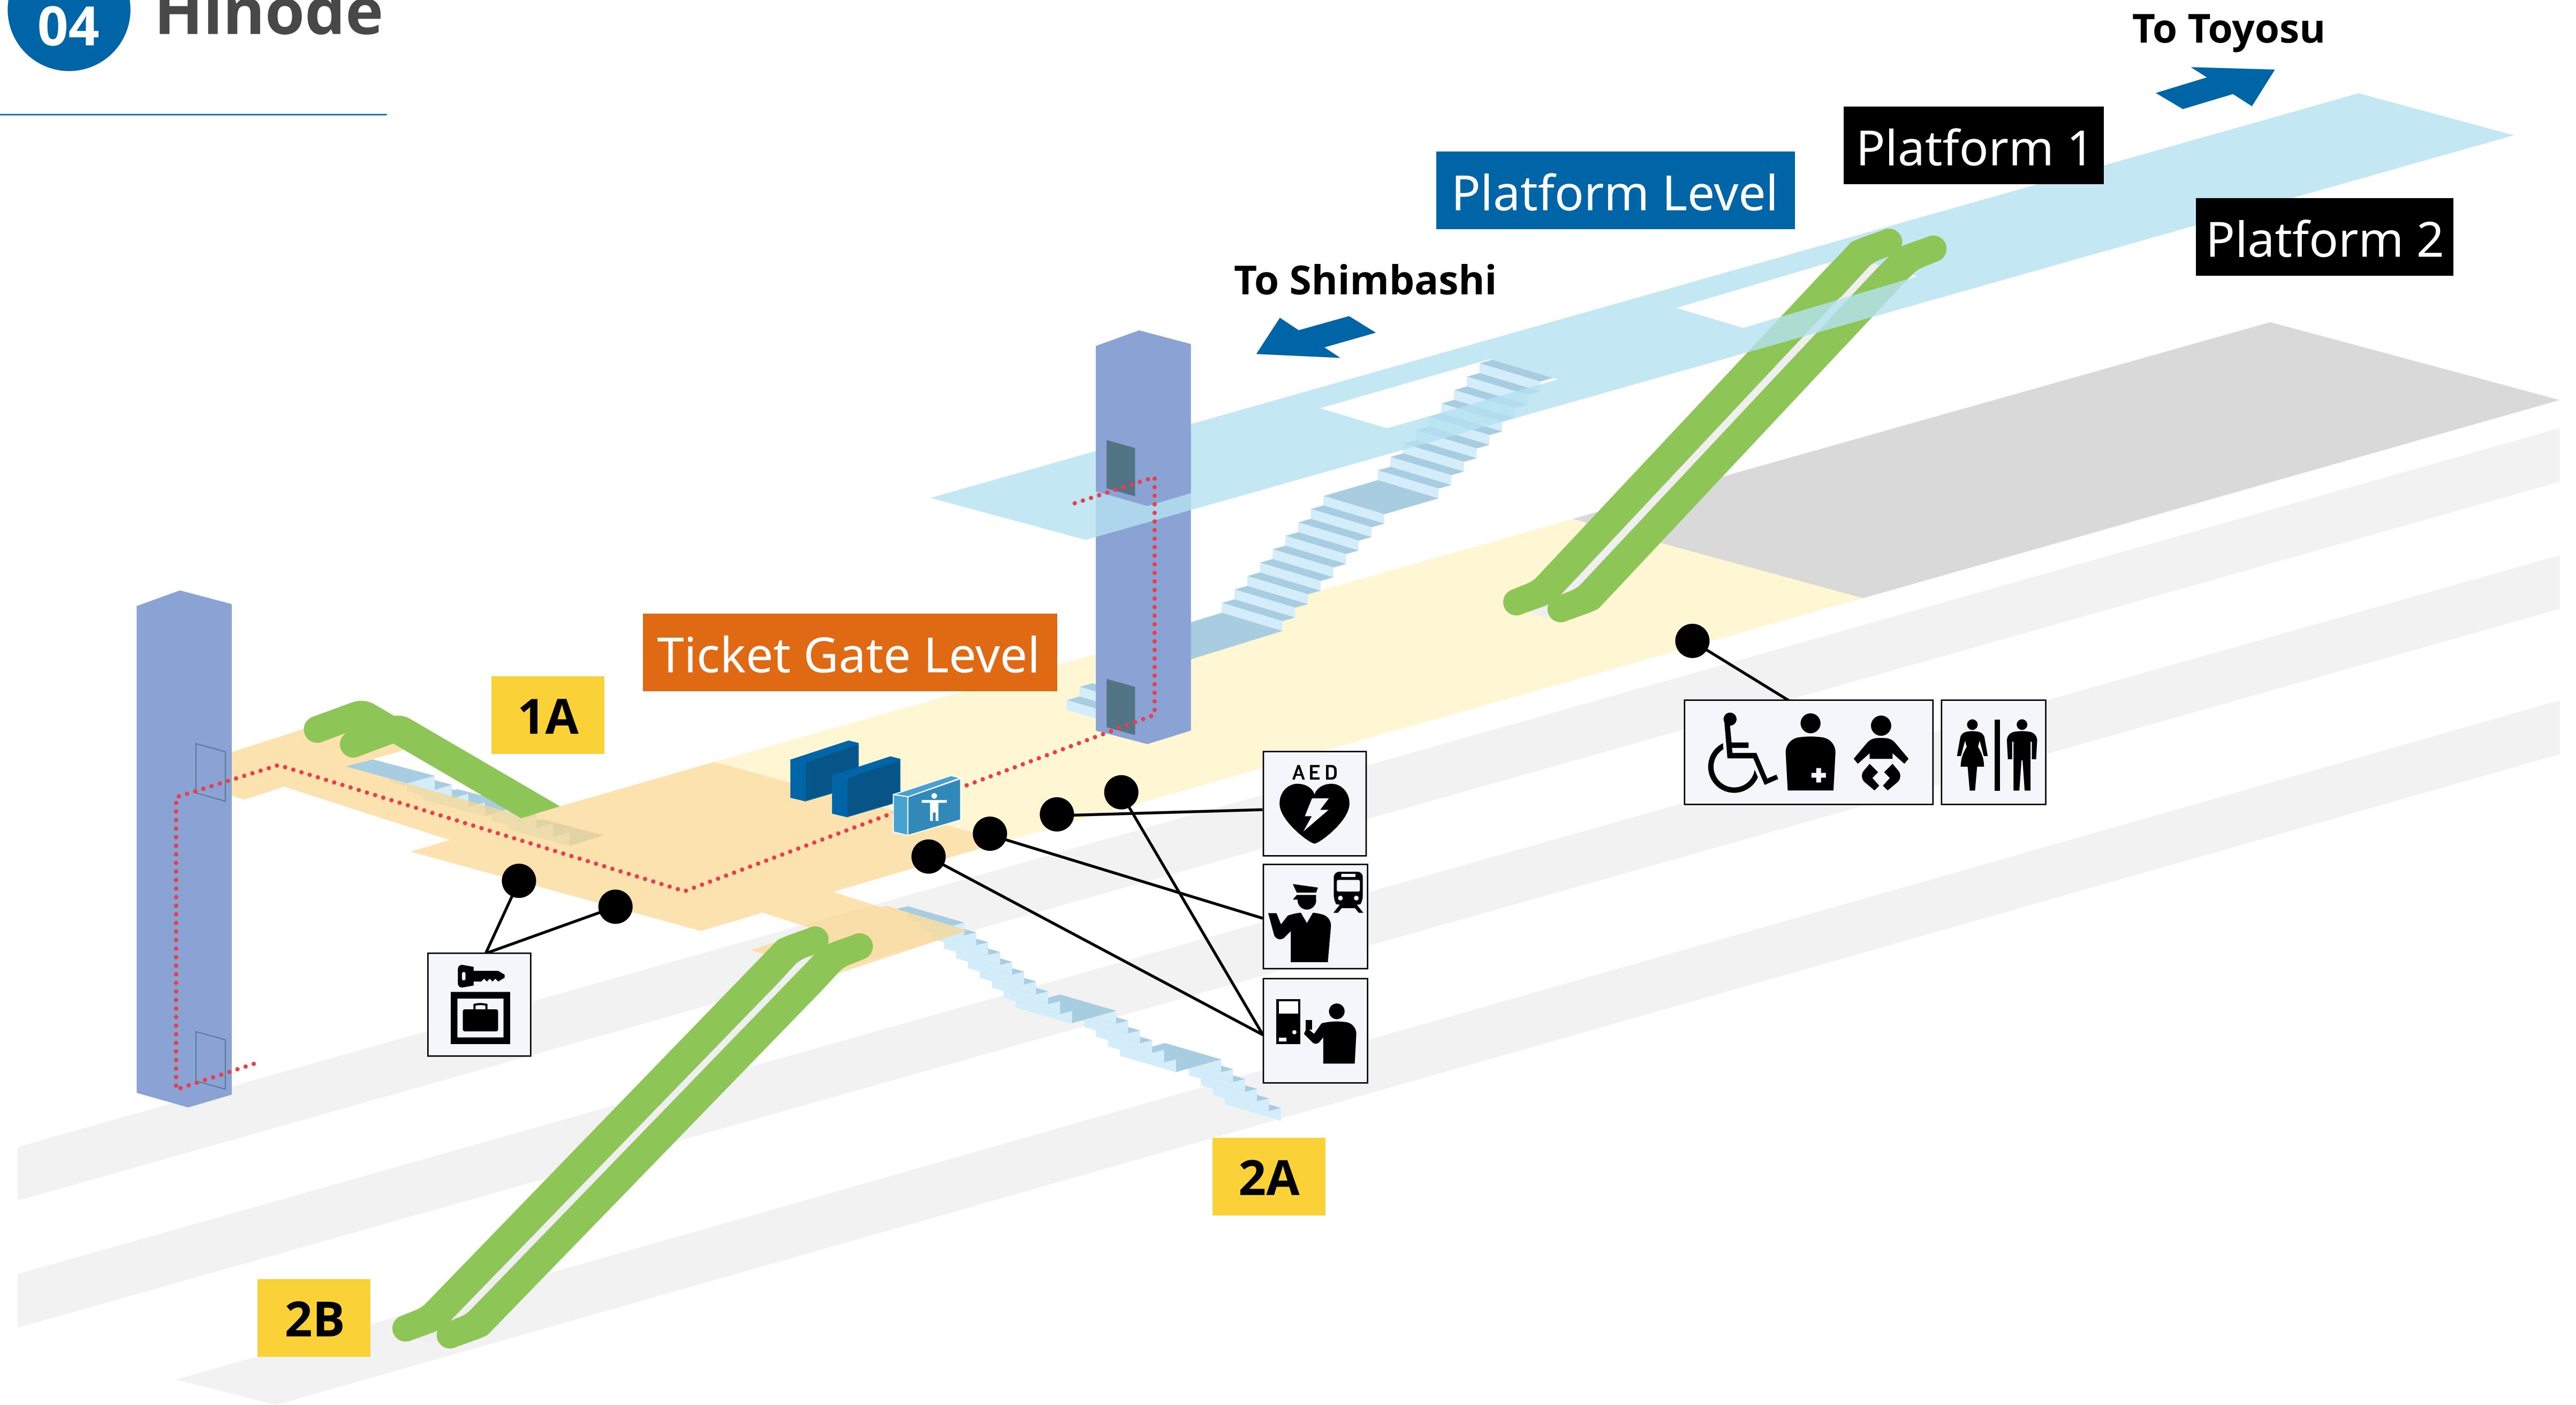 04 Hinode
To Toyosu
Platform 1
Platform Level
Platform 2
To Shimbashi
Ticket Gate Level
1A
AED
2A
2B